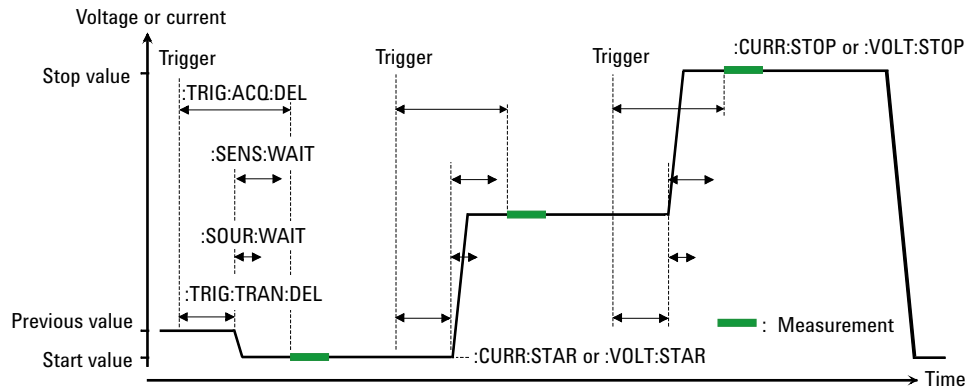 Voltage or current
Trigger
Trigger
Trigger
:CURR:STOP or :VOLT:STOP
Stop value
:TRIG:ACQ:DEL
:SENS:WAIT
:SOUR:WAIT
:TRIG:TRAN:DEL
Previous value
: Measurement
Start value
:CURR:STAR or :VOLT:STAR
Time